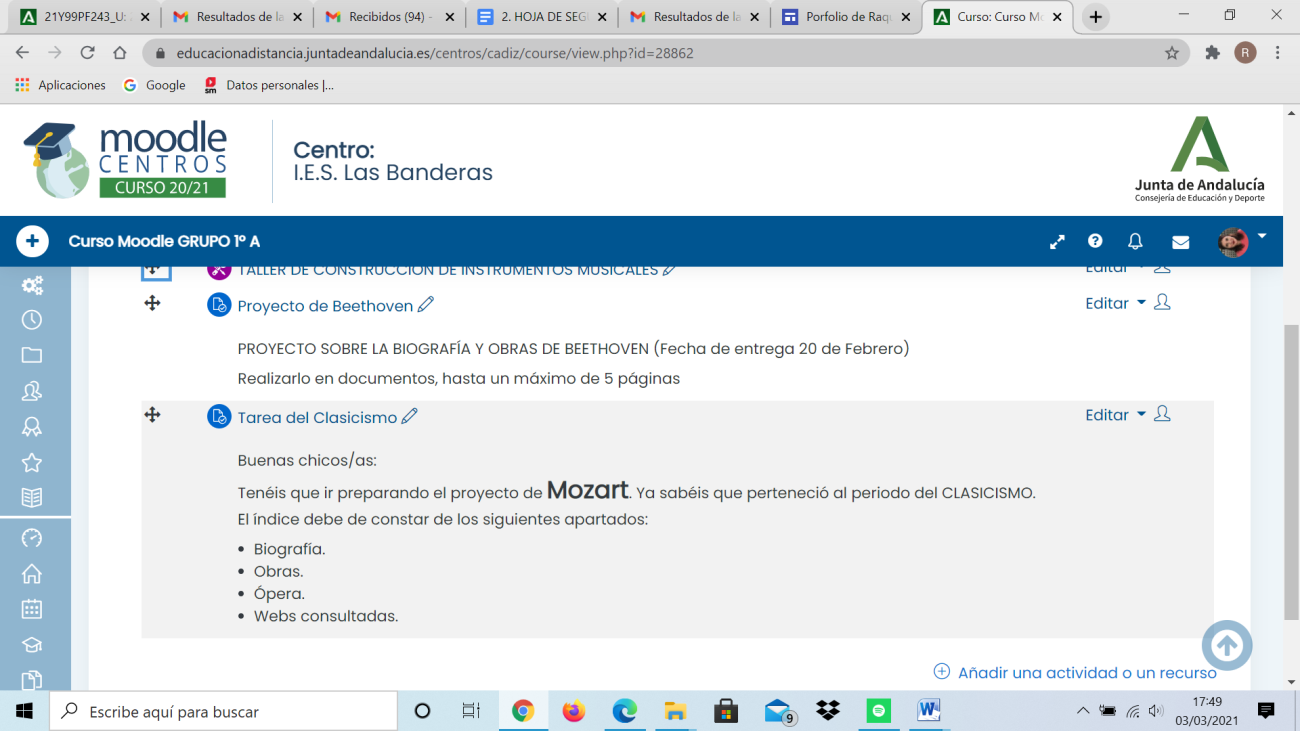 21Y99PF243_U:
Resultados de la
Recibidos (94) -
2. HOJA DE SEG
Resultados de la
Porfolio de Raqu
Curso: Curso Mo
educacionadistancia.juntadeandalucia.es/centros/cadiz/course/view.php?id=28862
R
Aplicaciones
Google
sm
Datos personales |...
moodle
CENTROS
CURSO 20/21
Centro:
I.E.S. Las Banderas
Junta de Andalucía
Consejería de Educación y Deporte
Curso Moodle GRUPO 1º A
TALLER DE CONSTRUCCIÓN DE INSTRUMENTOS MUSICALES
Editar
Proyecto de Beethoven
Editar
PROYECTO SOBRE LA BIOGRAFÍA Y OBRAS DE BEETHOVEN (Fecha de entrega 20 de Febrero)
Realizarlo en documentos, hasta un máximo de 5 páginas
Tarea del Clasicismo
Editar
Buenas chicos/as:
Tenéis que ir preparando el proyecto de Mozart. Ya sabéis que perteneció al periodo del CLASICISMO.
El índice debe de constar de los siguientes apartados:
• Biografía.
• Obras.
• Ópera.
• Webs consultadas.
Añadir una actividad o un recurso
Escribe aquí para buscar
9
W
17:49
03/03/2021